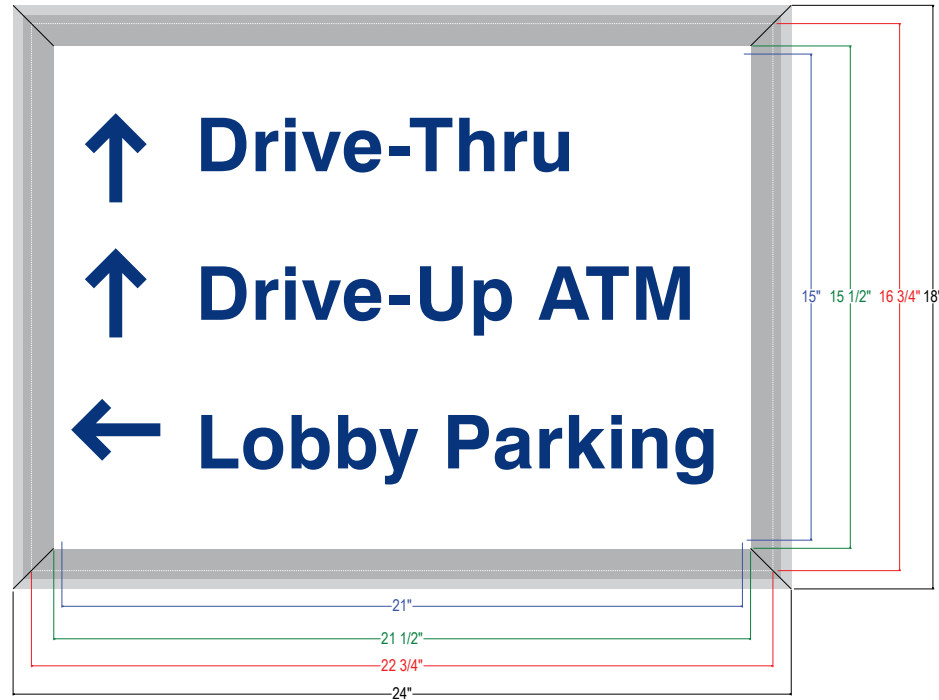 ↑ Drive-Thru
↑ Drive-Up ATM
← Lobby Parking
15" 15 1/2" 16 3/4" 18"
21"
21 1/2"
22 3/4"
24"